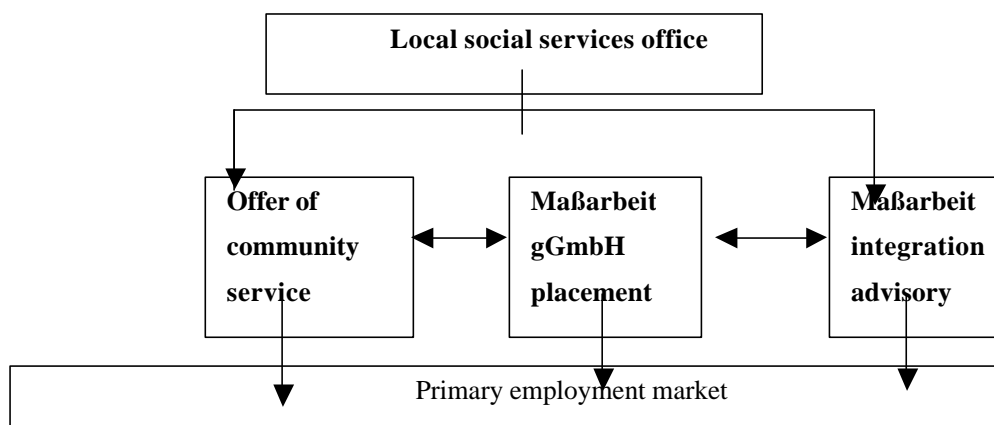 Local social services office
Offer of
community
service
Maßarbeit
gGmbH
placement
Maßarbeit
integration
advisory
Primary employment market